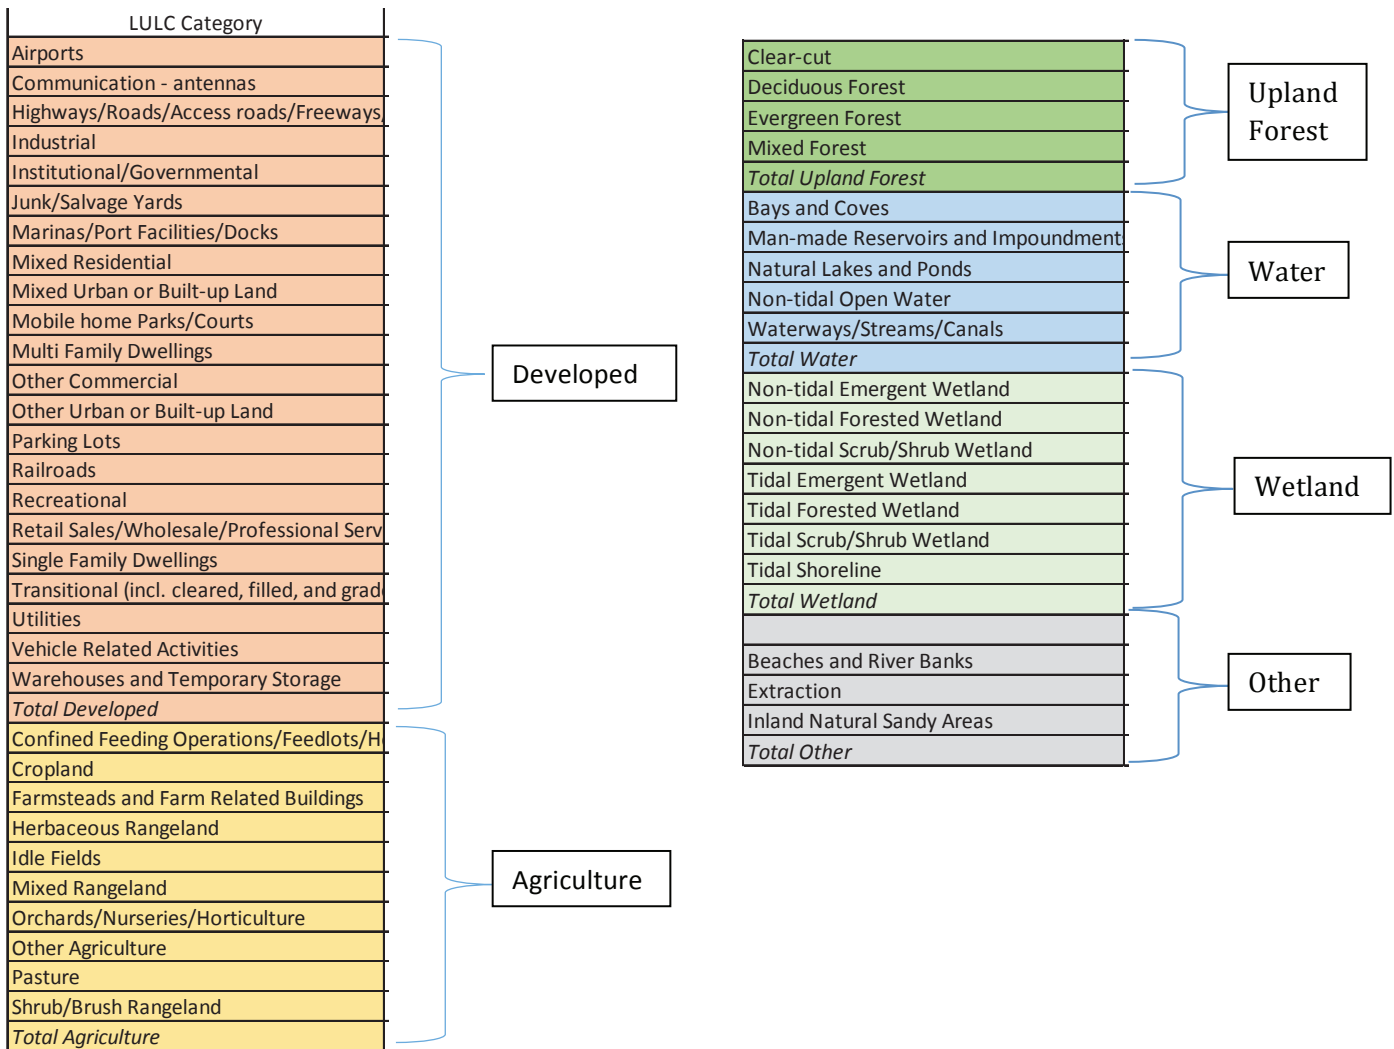 LULC Category
Airports
Communication - antennas
Highways/Roads/Access roads/Freeways,
Industrial
Institutional/Governmental
Junk/Salvage Yards
Marinas/Port Facilities/Docks
Mixed Residential
Mixed Urban or Built-up Land
Mobile home Parks/Courts
Multi Family Dwellings
Other Commercial
Other Urban or Built-up Land
Parking Lots
Railroads
Recreational
Retail Sales/Wholesale/Professional Serv
Single Family Dwellings
Transitional (incl. cleared, filled, and grade
Utilities
Vehicle Related Activities
Warehouses and Temporary Storage
Total Developed
Developed
Confined Feeding Operations/Feedlots/Ho
Cropland
Farmsteads and Farm Related Buildings
Herbaceous Rangeland
Idle Fields
Mixed Rangeland
Orchards/Nurseries/Horticulture
Other Agriculture
Pasture
Shrub/Brush Rangeland
Total Agriculture
Agriculture
Clear-cut
Deciduous Forest
Evergreen Forest
Mixed Forest
Total Upland Forest
Upland
Forest
Bays and Coves
Man-made Reservoirs and Impoundments
Natural Lakes and Ponds
Non-tidal Open Water
Waterways/Streams/Canals
Total Water
Water
Non-tidal Emergent Wetland
Non-tidal Forested Wetland
Non-tidal Scrub/Shrub Wetland
Tidal Emergent Wetland
Tidal Forested Wetland
Tidal Scrub/Shrub Wetland
Tidal Shoreline
Total Wetland
Wetland
Beaches and River Banks
Extraction
Inland Natural Sandy Areas
Total Other
Other